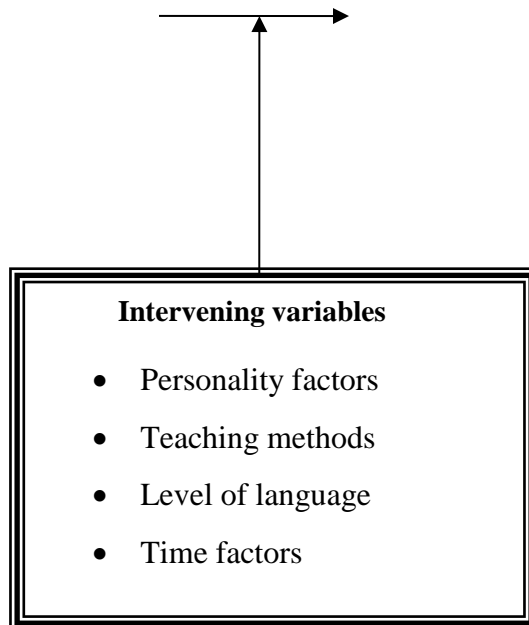 Intervening variables
• Personality factors
• Teaching methods
• Level of language
• Time factors